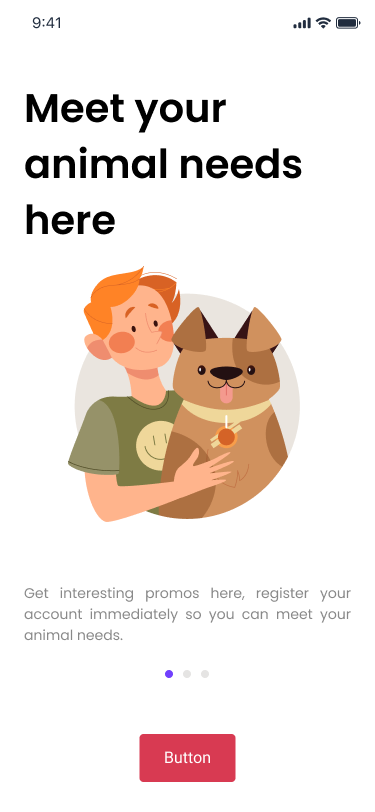 9:41
Meet your
animal needs
here
Get interesting promos here, register your
account immediately so you can meet your
animal needs.
Button